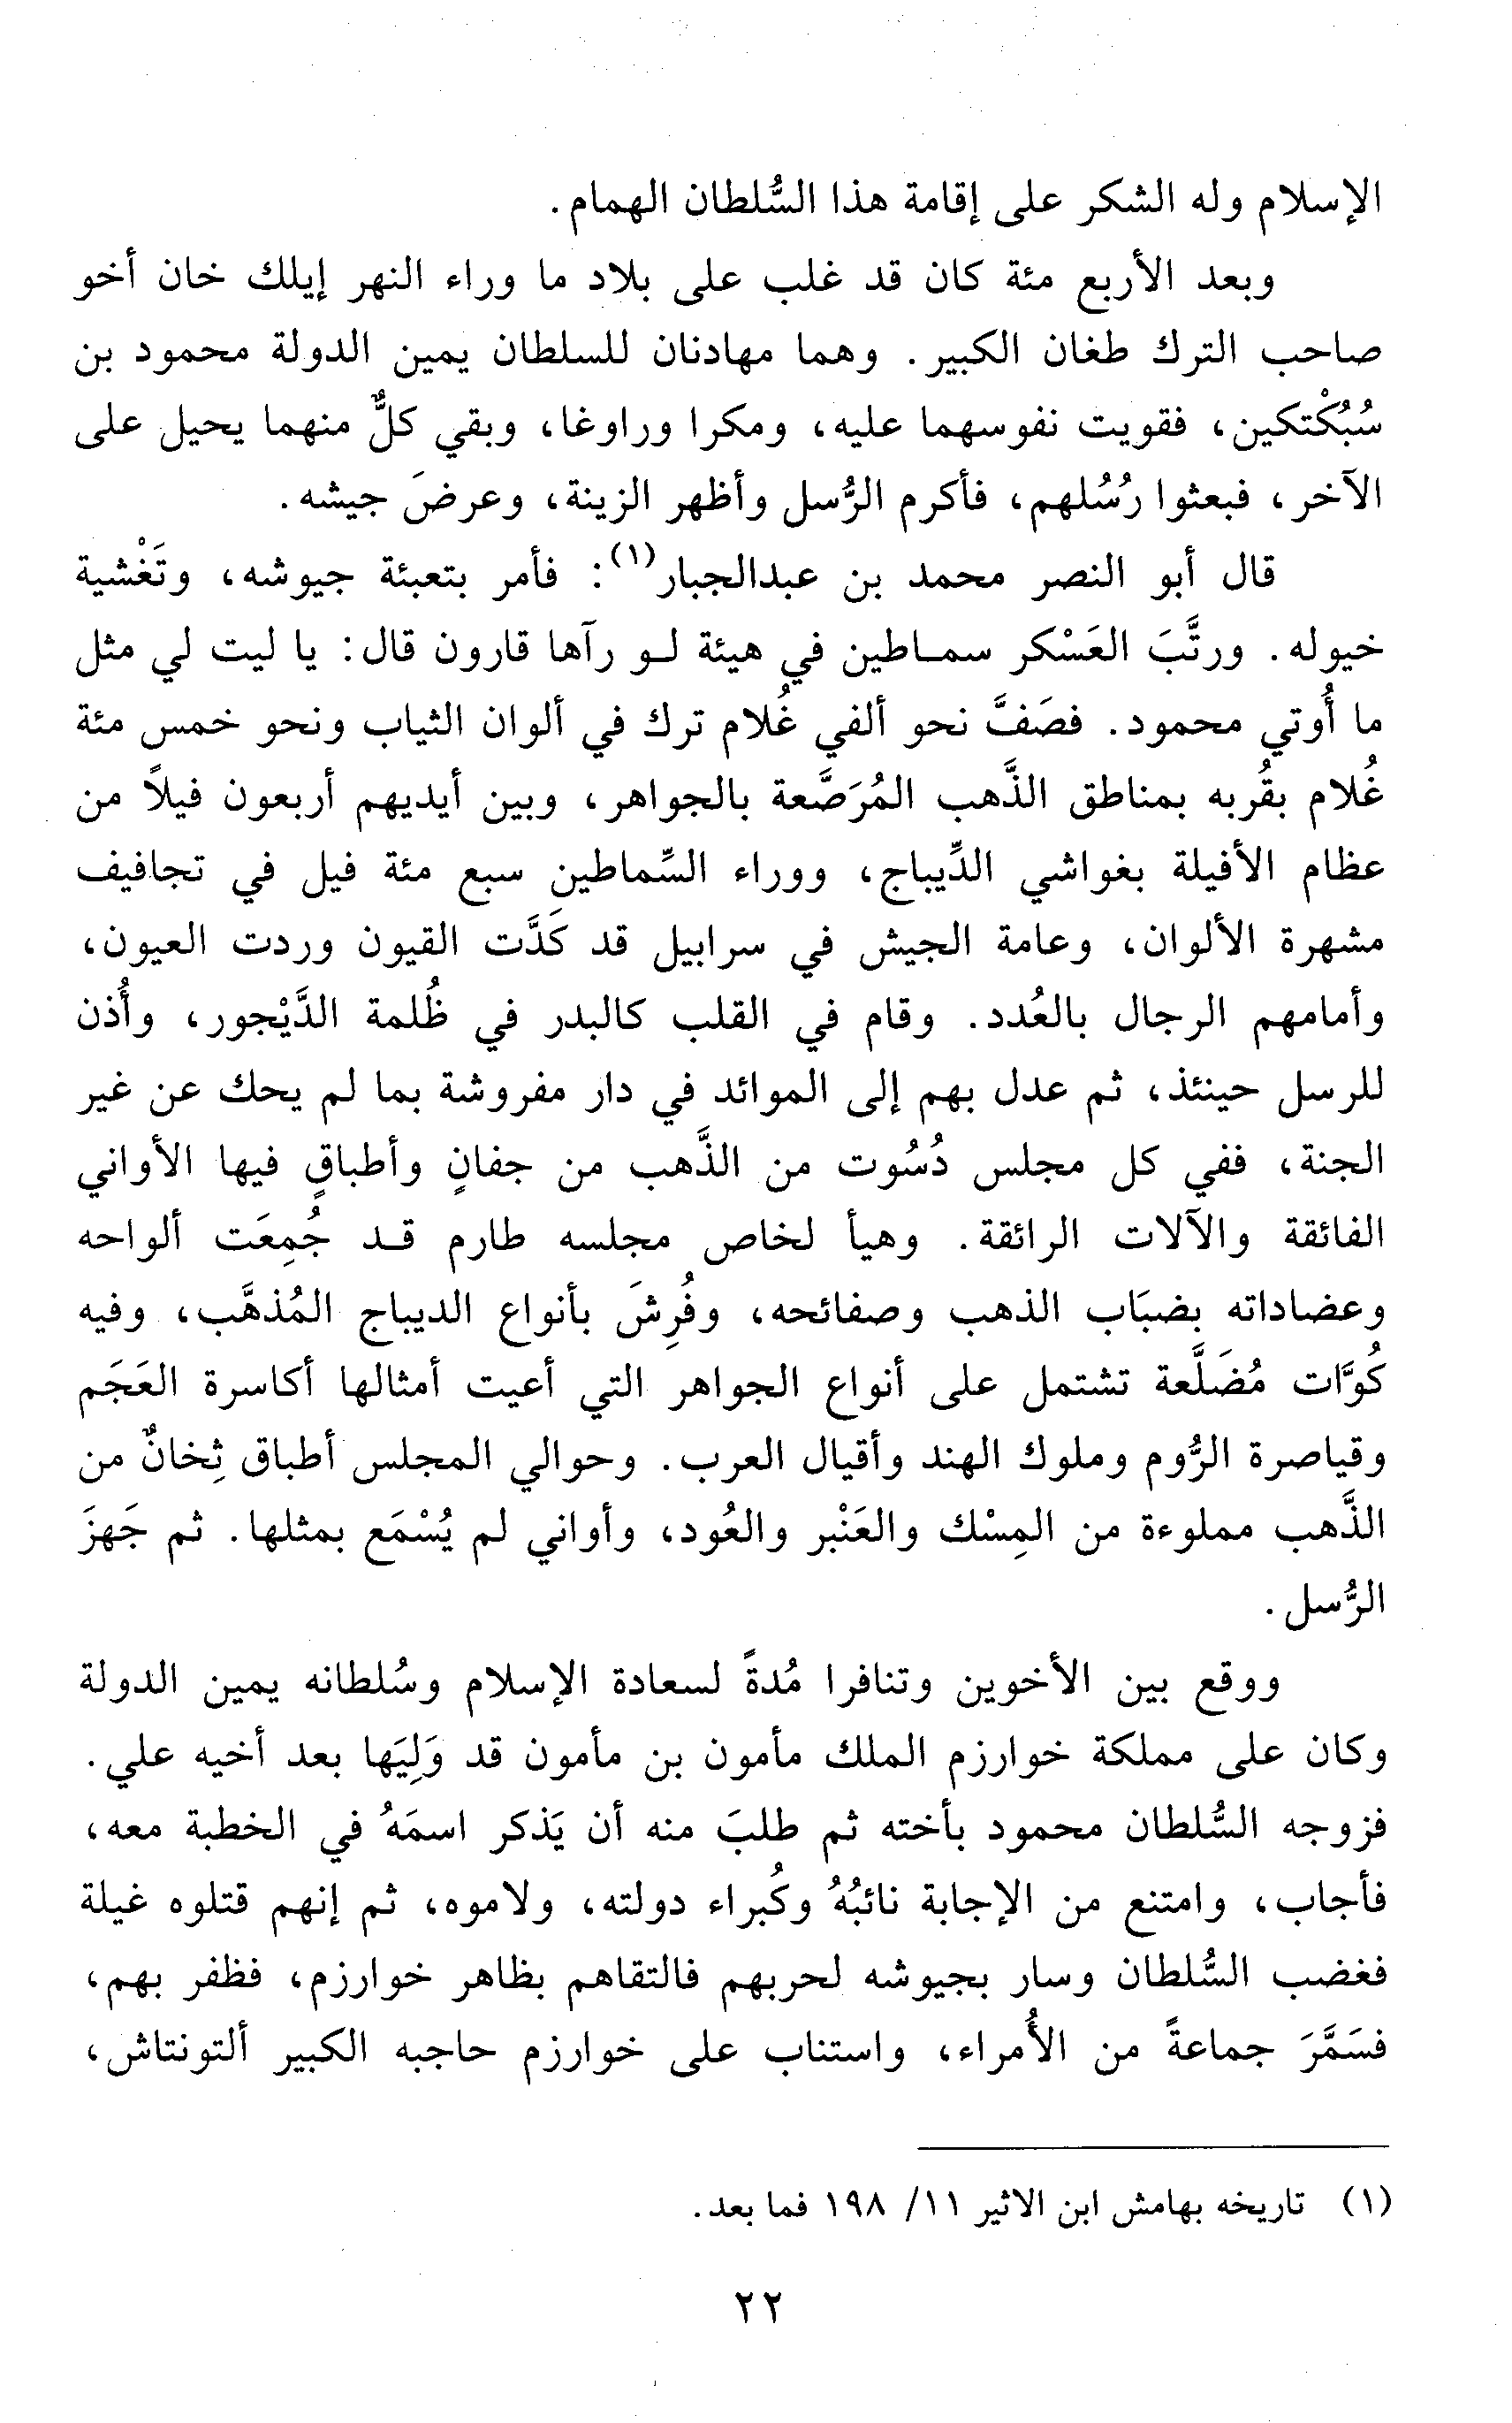 الإسلام وله الشكر على إقامة هذا السُّلطان الهمام.
وبعد الأربع مئة كان قد غلب على بلاد ما وراء النهر إيلك خان أخو
صاحب الترك طغان الكبير. وهما مهادنان للسلطان يمين الدولة محمود بن
سُبُكْتكين، فقويت نفوسهما عليه، ومكرا وراوغا، وبقي كلٌّ منهما يحيل على
الآخر، فبعثوا رُسُلهم، فأكرم الرُّسل وأظهر الزينة، وعرضَ جيشه.
قال أبو النصر محمد بن عبدالجبار(١): فأمر بتعبئة جيوشه، وتَغْشية
خيوله. ورتَّبَ العَسْكر سماطين في هيئة لو رآها قارون قال: يا ليت لي مثل
ما أُوتي محمود. فصَفَّ نحو ألفي غُلام ترك في ألوان الثياب ونحو خمس مئة
غُلام بقُربه بمناطق الذَّهب المُرَصَّعة بالجواهر، وبين أيديهم أربعون فيلاً من
عظام الأفيلة بغواشي الدِّيباج، ووراء السِّماطين سبع مئة فيل في تجافيف
مشهرة الألوان، وعامة الجيش في سرابيل قد كَدَّت القيون وردت العيون،
وأمامهم الرجال بالعُدد. وقام في القلب كالبدر في ظُلمة الدَّيْجور، وأُذن
للرسل حينئذ، ثم عدل بهم إلى الموائد في دار مفروشة بما لم يحك عن غير
الجنة، ففي كل مجلس دُسُوت من الذَّهب من جفانٍ وأطباقٍ فيها الأواني
الفائقة والآلات الرائقة. وهيأ لخاص مجلسه طارم قد جُمِعَت ألواحه
وعضاداته بضبَاب الذهب وصفائحه، وفُرِشَ بأنواع الديباج المُذهَّب، وفيه
كُوَّات مُضَلَّعة تشتمل على أنواع الجواهر التي أعيت أمثالها أكاسرة العَجَم
وقياصرة الرُّوم وملوك الهند وأقيال العرب. وحوالي المجلس أطباق ثِخانٌ من
الذَّهب مملوءة من المِسْك والعَنْبر والعُود، وأواني لم يُسْمَع بمثلها. ثم جَهزَ
الرُّسل.
ووقع بين الأخوين وتنافرا مُدةً لسعادة الإسلام وسُلطانه يمين الدولة
وكان على مملكة خوارزم الملك مأمون بن مأمون قد وَلِيَها بعد أخيه علي.
فزوجه السُّلطان محمود بأخته ثم طلبَ منه أن يَذكر اسمَهُ في الخطبة معه،
فأجاب، وامتنع من الإجابة نائبُهُ وكُبراء دولته، ولاموه، ثم إنهم قتلوه غيلة
فغضب السُّلطان وسار بجيوشه لحربهم فالتقاهم بظاهر خوارزم، فظفر بهم،
فسَمَّرَ جماعةً من الأُمراء، واستناب على خوارزم حاجبه الكبير ألتونتاش،
(١) تاريخه بهامش ابن الاثير ١١/ ١٩٨ فما بعد.
٢٢